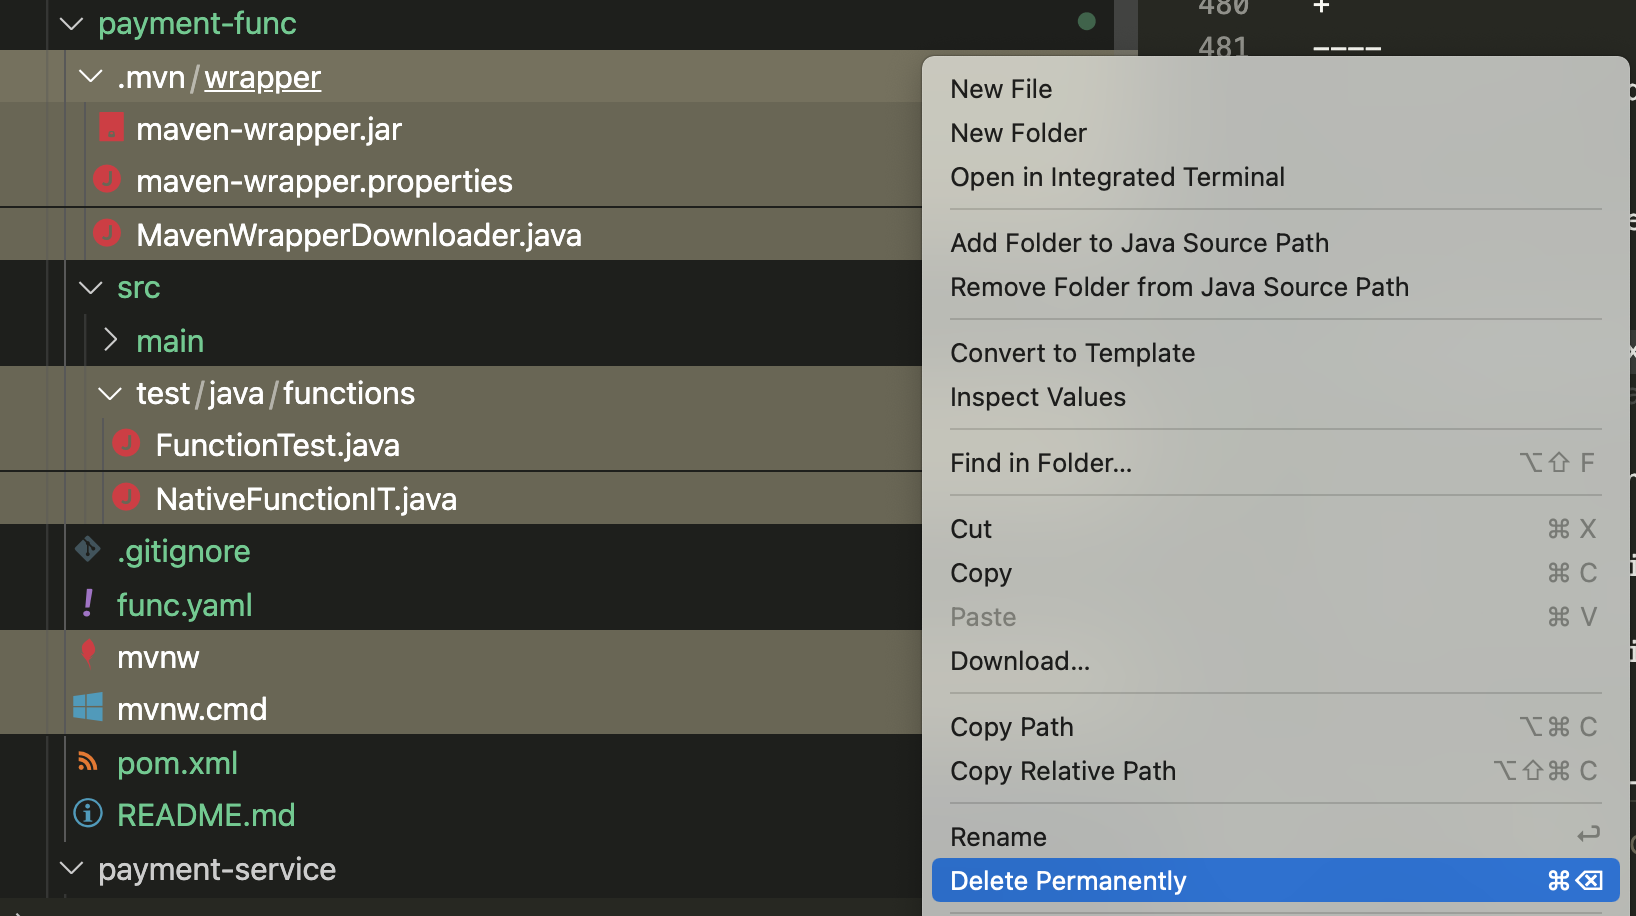 payment-func
.mvn/wrapper
maven-wrapper.jar
maven-wrapper.properties
MavenWrapperDownloader.java
src
main
test/java/functions
FunctionTest.java
NativeFunctionIT.java
.gitignore
func.yaml
mvnw
mvnw.cmd
pom.xml
README.md
payment-service
480 +
481 ----
New File
New Folder
Open in Integrated Terminal
Add Folder to Java Source Path
Remove Folder from Java Source Path
Convert to Template
Inspect Values
Find in Folder... ⌥⇧ F
Cut ⌘ X
Copy ⌘ C
Paste ⌘ V
Download...
Copy Path ⌥⌘ C
Copy Relative Path ⌥⇧⌘ C
Rename ↩
Delete Permanently ⌘⌫